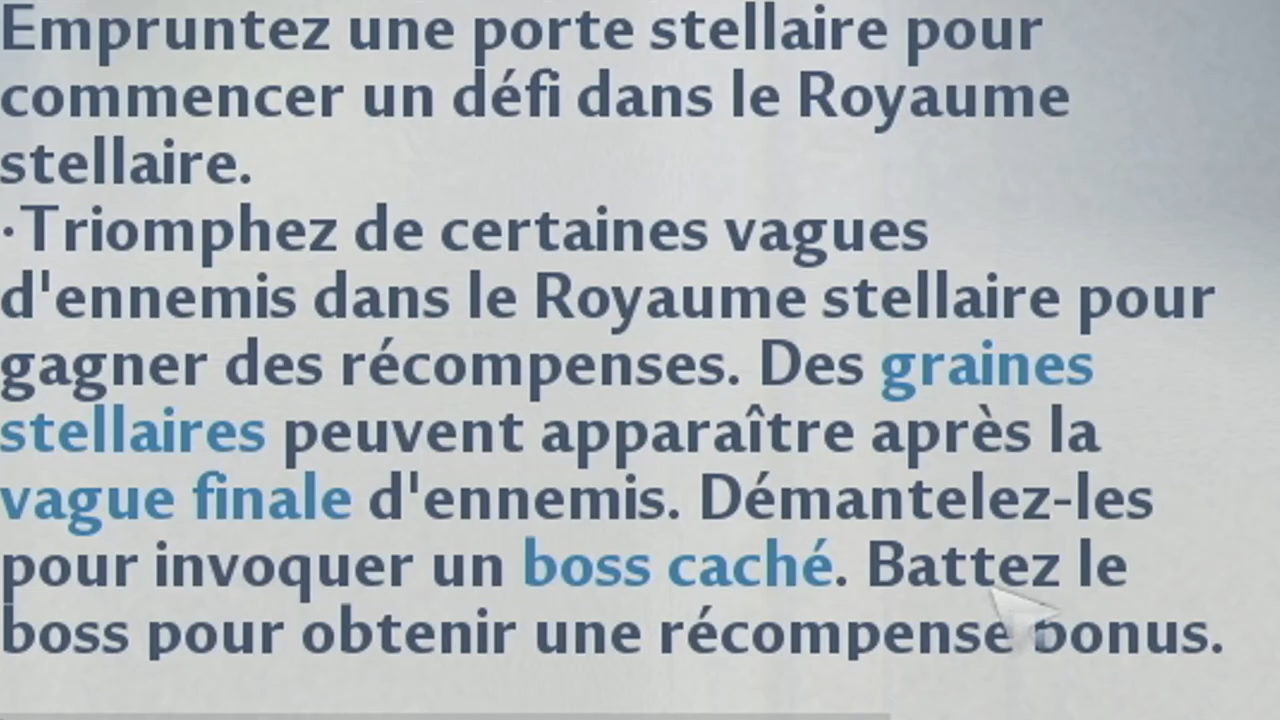 Empruntez une porte stellaire pour
commencer un défi dans le Royaume
stellaire.
·Triomphez de certaines vagues
d'ennemis dans le Royaume stellaire pour
gagner des récompenses. Des graines
stellaires peuvent apparaître après la
vague finale d'ennemis. Démantelez-les
pour invoquer un boss caché. Battez le
boss pour obtenir une récompense bonus.